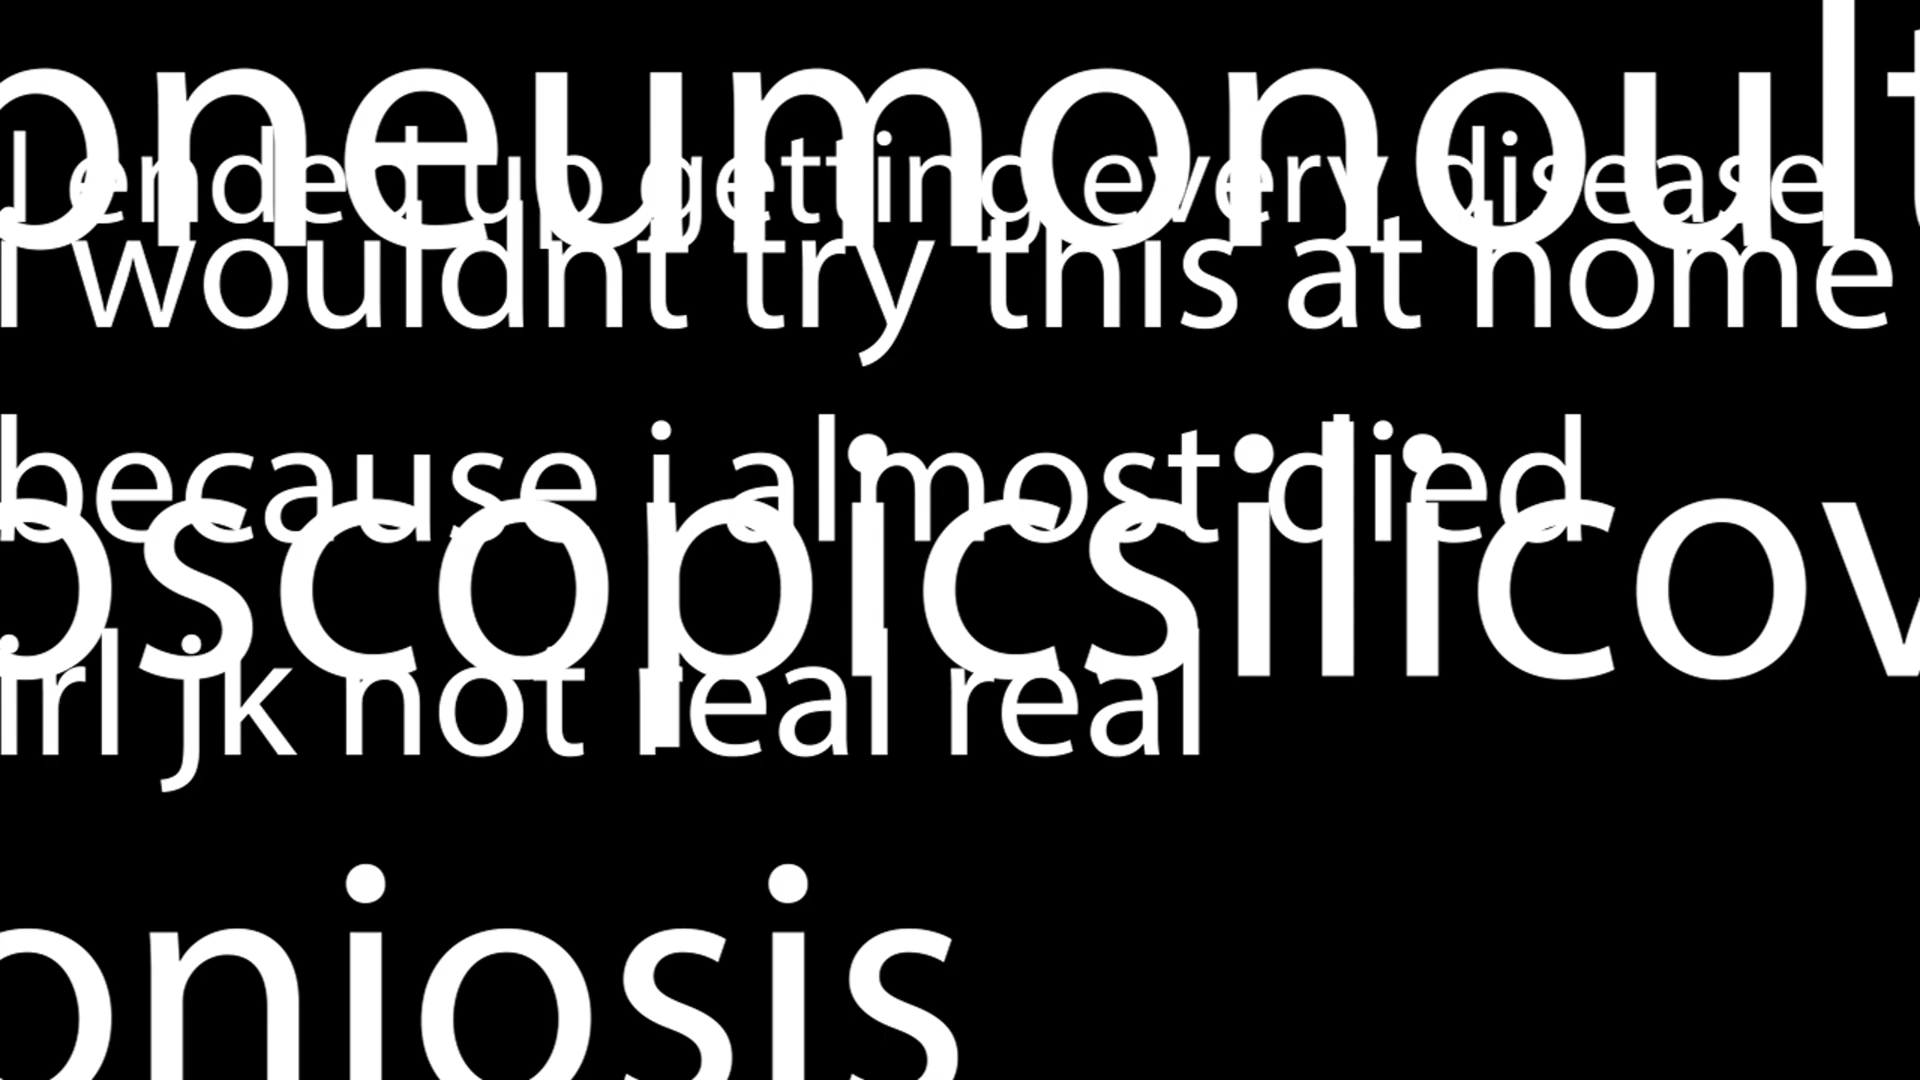 pneumonoult
I ended up getting every disease
i wouldnt try this at home
because i almost died
oscopicsilicov
irl jk not real real
oniosis